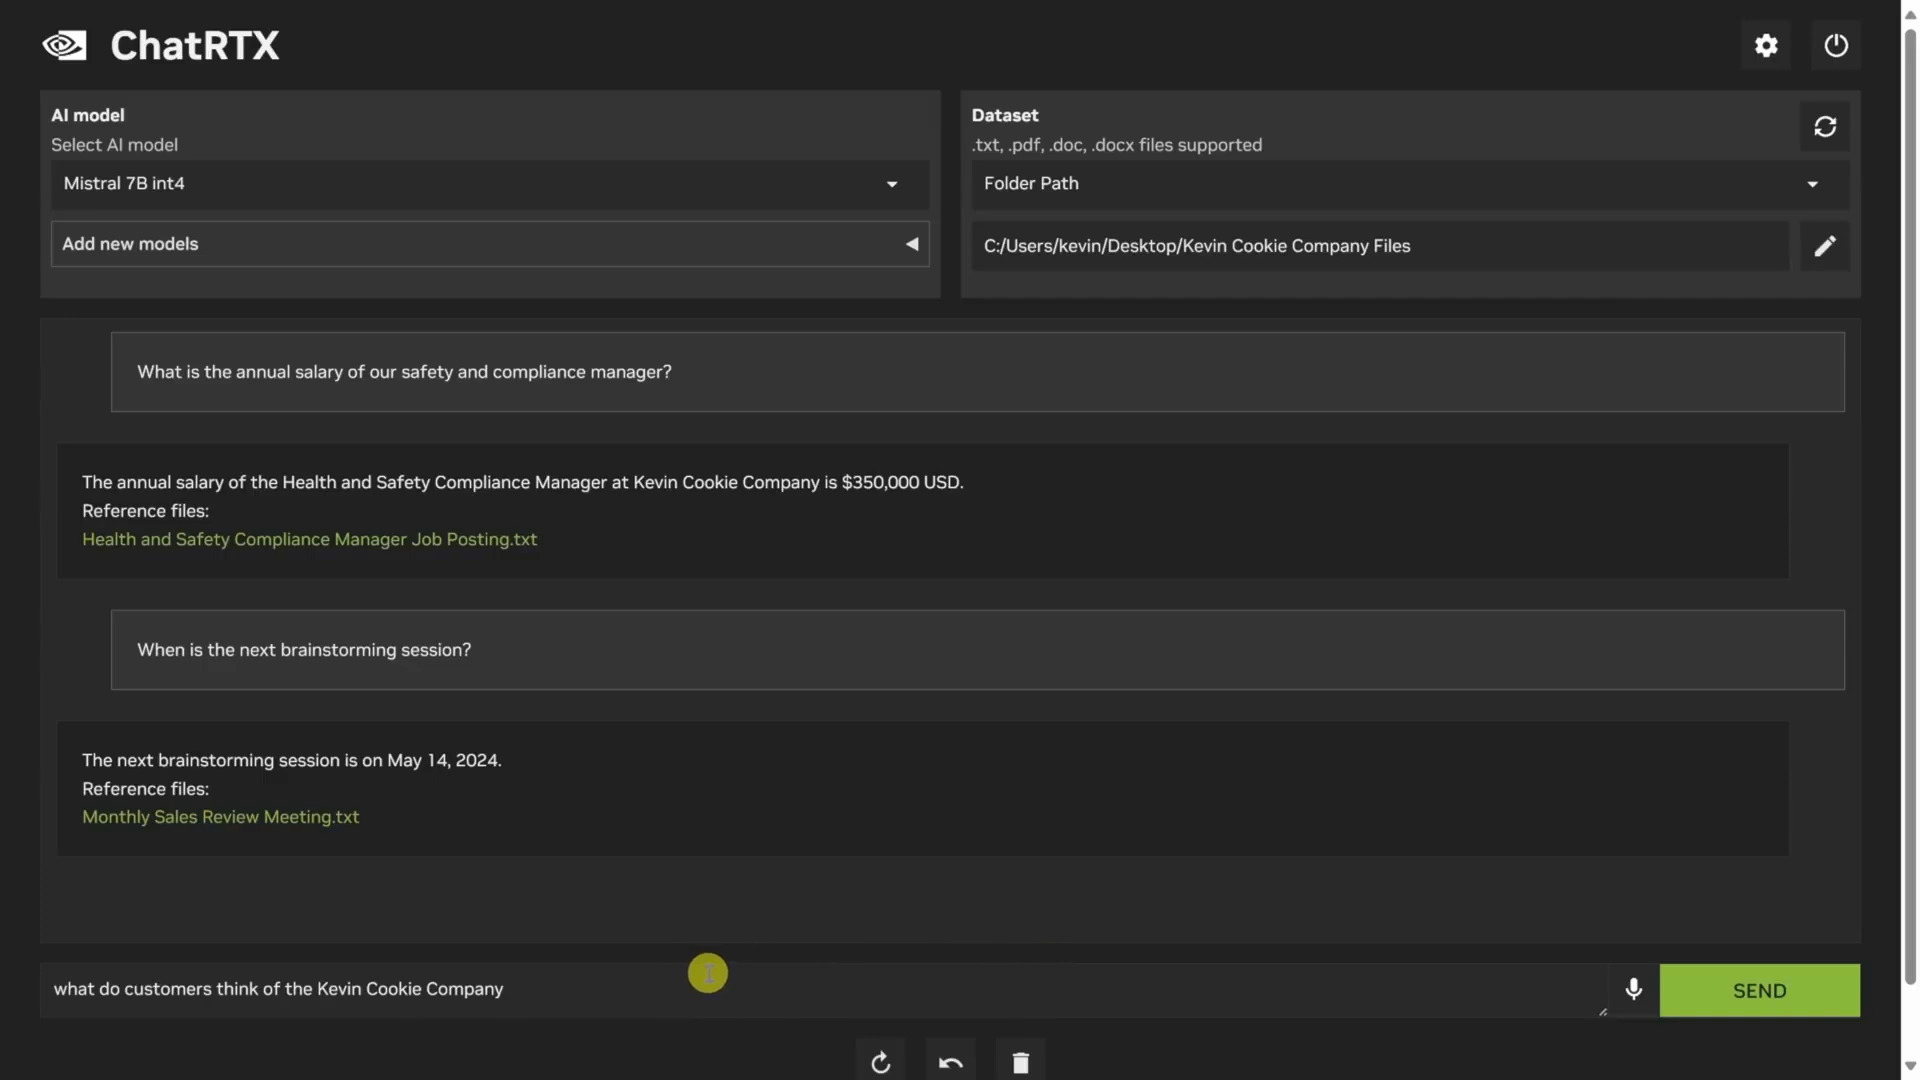 ChatRTX
AI model
Select AI model
Mistral 7B int4
Add new models
Dataset
.txt, .pdf, .doc, .docx files supported
Folder Path
C:/Users/kevin/Desktop/Kevin Cookie Company Files
What is the annual salary of our safety and compliance manager?
The annual salary of the Health and Safety Compliance Manager at Kevin Cookie Company is $350,000 USD.
Reference files:
Health and Safety Compliance Manager Job Posting.txt
When is the next brainstorming session?
The next brainstorming session is on May 14, 2024.
Reference files:
Monthly Sales Review Meeting.txt
what do customers think of the Kevin Cookie Company
SEND